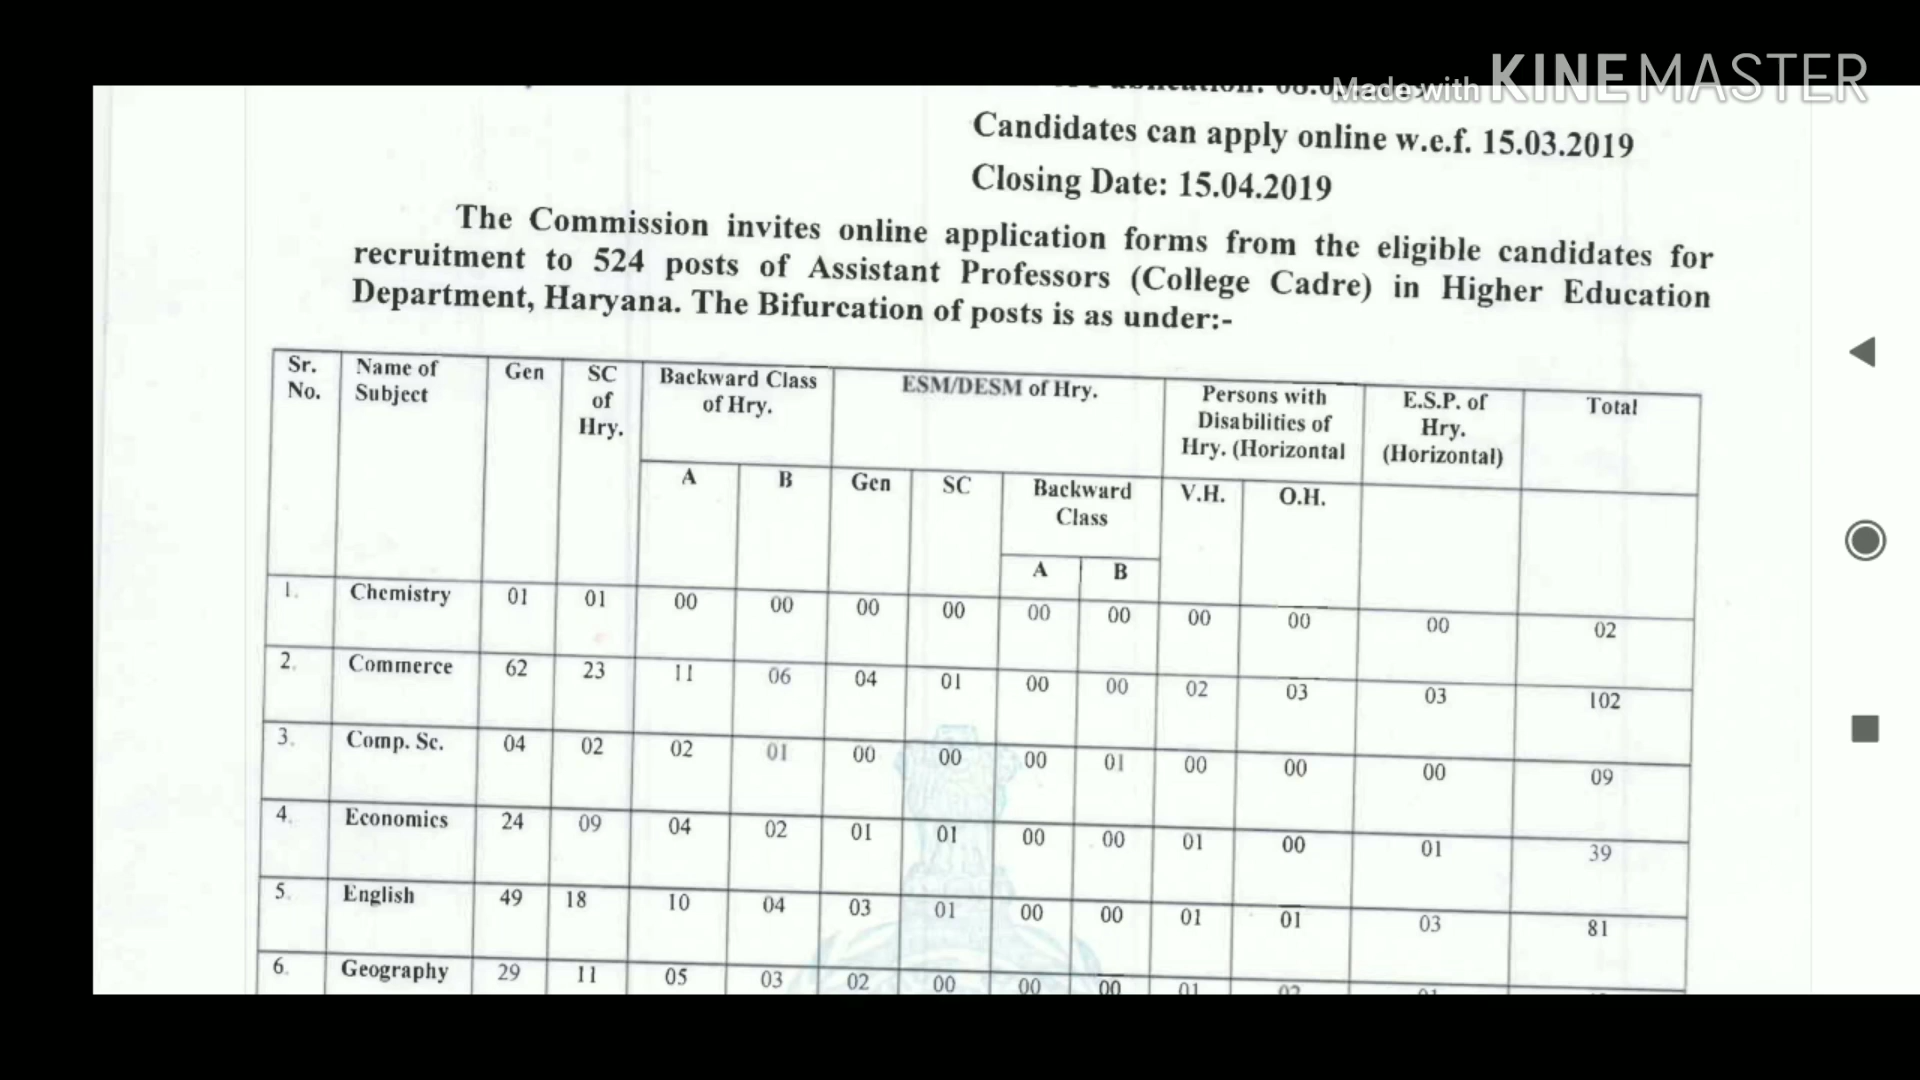 Made with KINEMASTER
Candidates can apply online w.e.f. 15.03.2019
Closing Date: 15.04.2019
The Commission invites online application forms from the eligible candidates for
recruitment to 524 posts of Assistant Professors (College Cadre) in Higher Education
Department, Haryana. The Bifurcation of posts is as under:-
Sr. No. Name of Subject Gen SC of Hry. Backward Class of Hry. ESM/DESM of Hry. Persons with Disabilities of Hry. (Horizontal E.S.P. of Hry. (Horizontal) Total
A B Gen SC Backward Class V.H. O.H.
A B
1. Chemistry 01 01 00 00 00 00 00 00 00 00 00 02
2. Commerce 62 23 11 06 04 01 00 00 02 03 03 102
3. Comp. Sc. 04 02 02 01 00 00 00 01 00 00 00 09
4. Economics 24 09 04 02 01 01 00 00 01 00 01 39
5. English 49 18 10 04 03 01 00 00 01 01 03 81
6. Geography 29 11 05 03 02 00 00 00 01